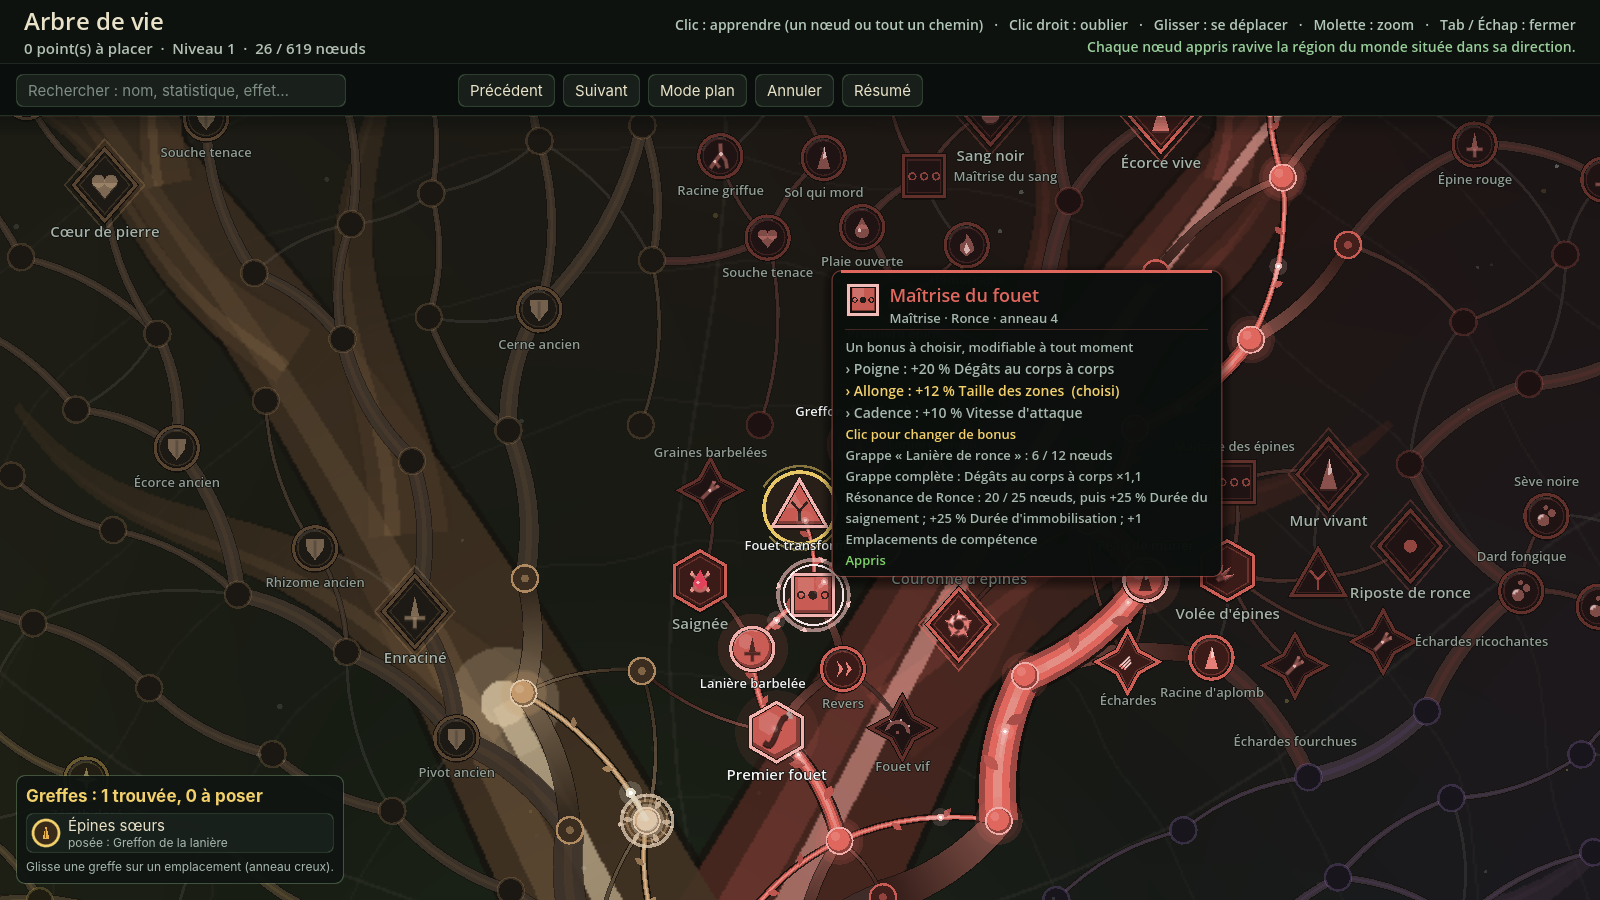 Arbre de vie
0 point(s) à placer · Niveau 1 · 26 / 619 nœuds
Clic : apprendre (un nœud ou tout un chemin) · Clic droit : oublier · Glisser : se déplacer · Molette : zoom · Tab / Échap : fermer
Chaque nœud appris ravive la région du monde située dans sa direction.
Rechercher : nom, statistique, effet...
Précédent
Suivant
Mode plan
Annuler
Résumé
Souche tenace
Cœur de pierre
Racine griffue
Sol qui mord
Sang noir
Maîtrise du sang
Écorce vive
Épine rouge
Souche tenace
Plaie ouverte
Cerne ancien
Maîtrise du fouet
Maîtrise · Ronce · anneau 4
Un bonus à choisir, modifiable à tout moment
› Poigne : +20 % Dégâts au corps à corps
› Allonge : +12 % Taille des zones (choisi)
› Cadence : +10 % Vitesse d'attaque
Clic pour changer de bonus
Grappe « Lanière de ronce » : 6 / 12 nœuds
Grappe complète : Dégâts au corps à corps ×1,1
Résonance de Ronce : 20 / 25 nœuds, puis +25 % Durée du
saignement ; +25 % Durée d'immobilisation ; +1
Emplacements de compétence
Appris
Greffo
Graines barbelées
des épines
Écorce ancien
Sève noire
Mur vivant
Fouet transfor
Dard fongique
Rhizome ancien
Couronne d'épines
Riposte de ronce
Saignée
Volée d'épines
Échardes ricochantes
Enraciné
Lanière barbelée
Revers
Échardes
Racine d'aplomb
Échardes fourchues
Pivot ancien
Premier fouet
Fouet vif
Greffes : 1 trouvée, 0 à poser
Épines sœurs
posée : Greffon de la lanière
Glisse une greffe sur un emplacement (anneau creux).